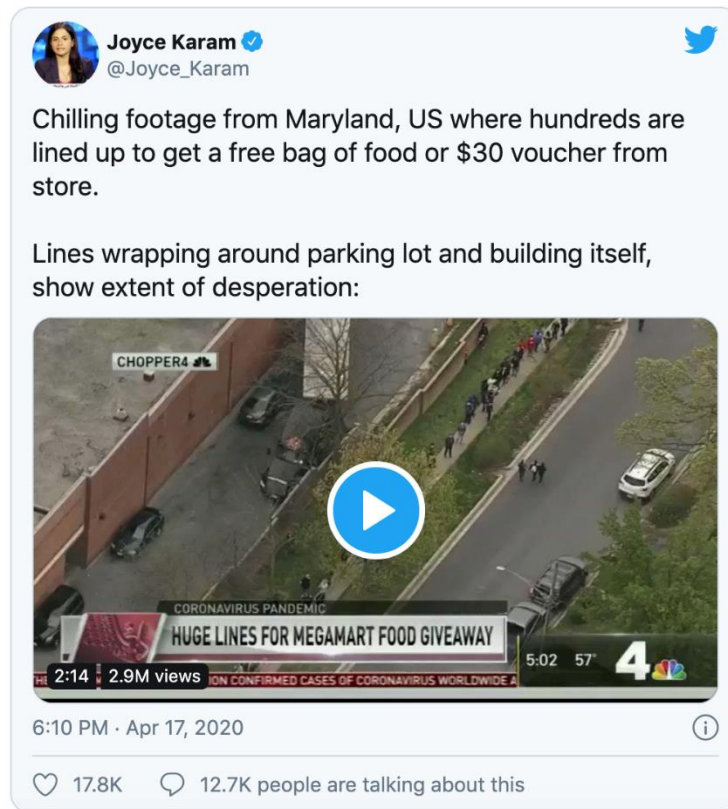 Joyce Karam
@Joyce_Karam
Chilling footage from Maryland, US where hundreds are
lined up to get a free bag of food or $30 voucher from
store.
Lines wrapping around parking lot and building itself,
show extent of desperation:
CHOPPER4
CORONAVIRUS PANDEMIC
HUGE LINES FOR MEGAMART FOOD GIVEAWAY
5:02 57°
4
2:14 2.9M views
CONFIRMED CASES OF CORONAVIRUS WORLDWIDE
6:10 PM · Apr 17, 2020
17.8K 12.7K people are talking about this